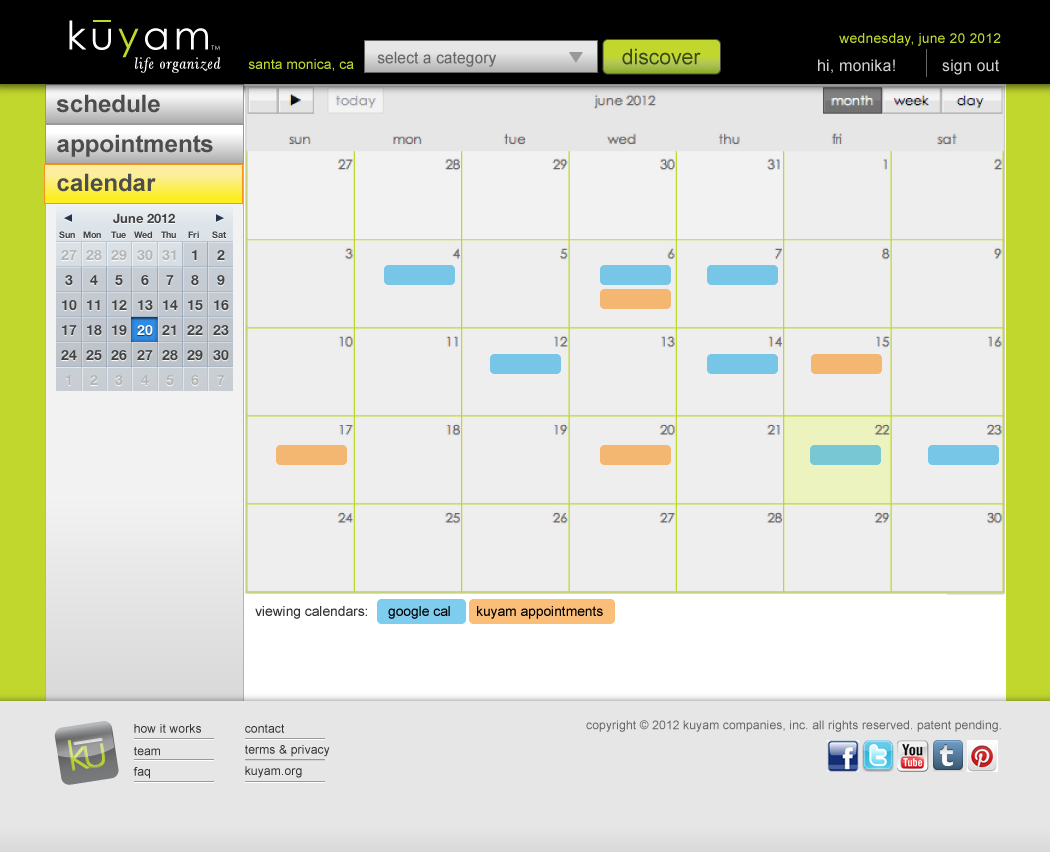 kūyam™
life organized
santa monica, ca
select a category
discover
wednesday, june 20 2012
hi, monika!
sign out
schedule
appointments
calendar
June 2012
Sun Mon Tue Wed Thu Fri Sat
27 28 29 30 31 1 2
3 4 5 6 7 8 9
10 11 12 13 14 15 16
17 18 19 20 21 22 23
24 25 26 27 28 29 30
1 2 3 4 5 6 7
today
june 2012
month week day
sun mon tue wed thu fri sat
27 28 29 30 31 1 2
3 4 5 6 7 8 9
10 11 12 13 14 15 16
17 18 19 20 21 22 23
24 25 26 27 28 29 30
viewing calendars: google cal kuyam appointments
kū
how it works
team
faq
contact
terms & privacy
kuyam.org
copyright © 2012 kuyam companies, inc. all rights reserved. patent pending.
f t You Tube t P